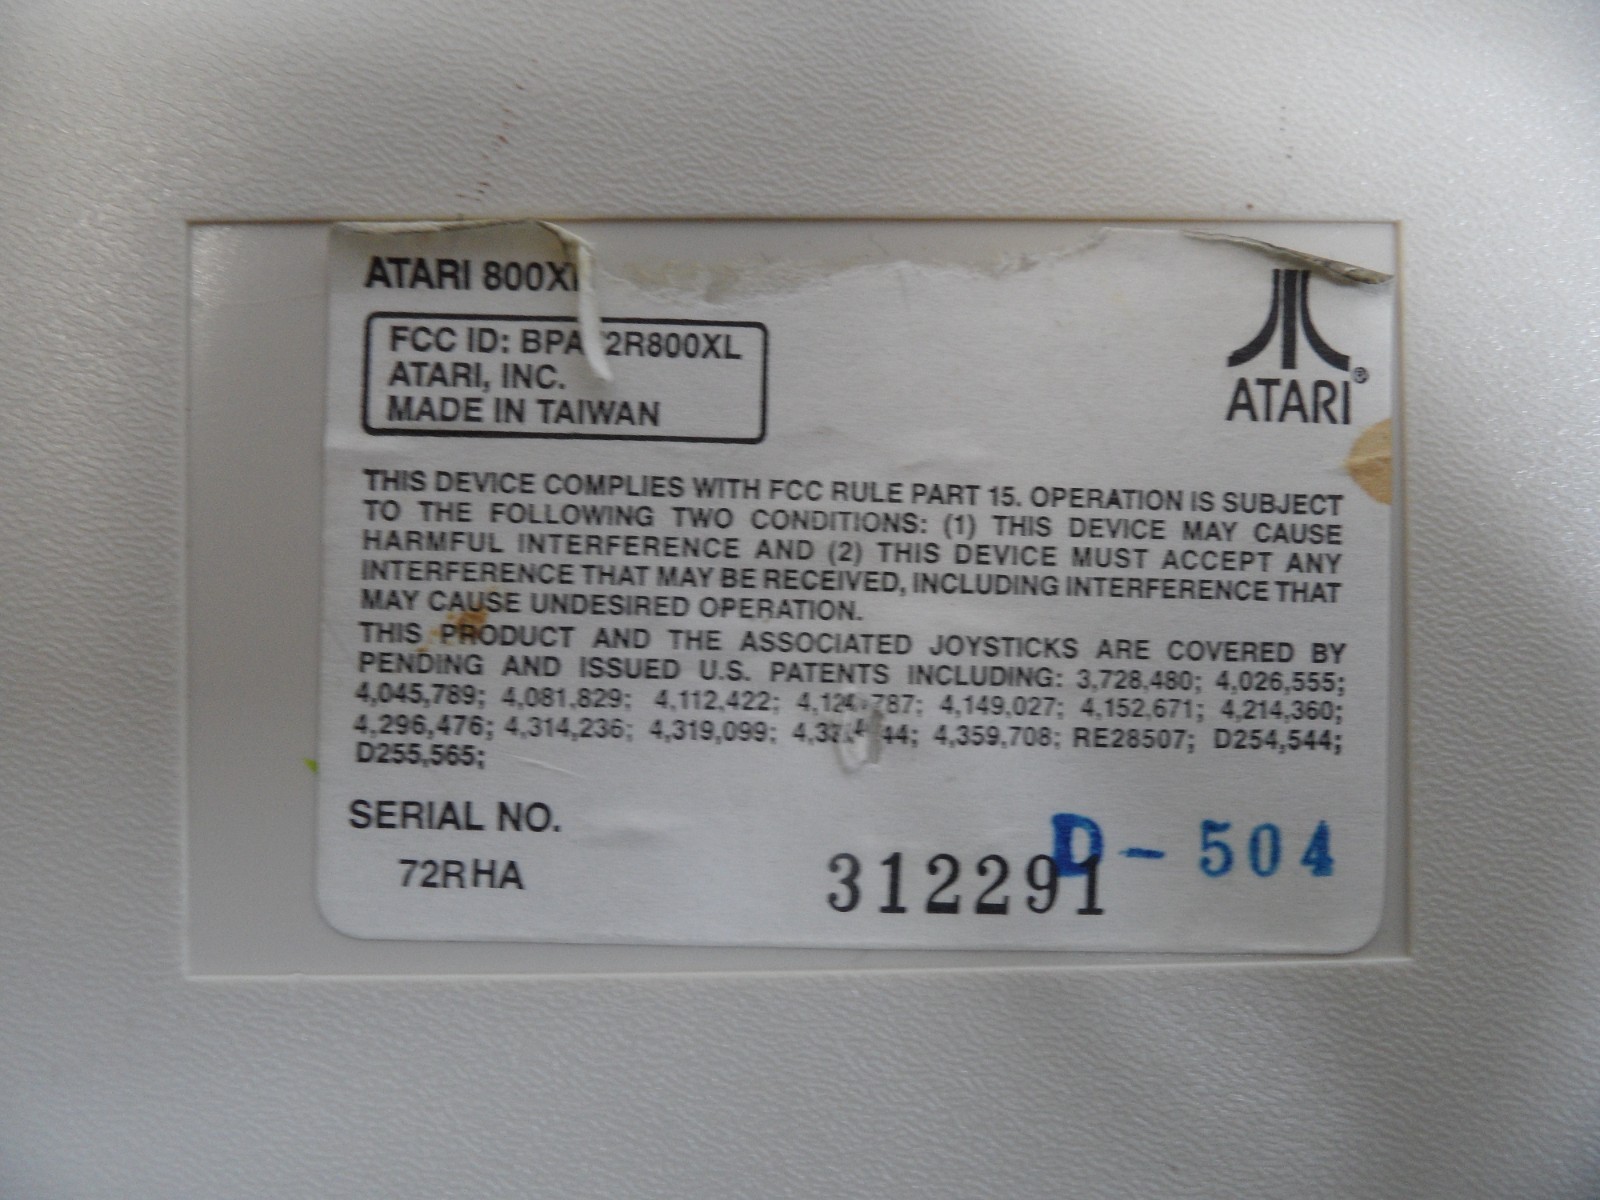 ATARI 800X
FCC ID: BPA 2R800XL
ATARI, INC.
MADE IN TAIWAN
ATARI®
THIS DEVICE COMPLIES WITH FCC RULE PART 15. OPERATION IS SUBJECT
TO THE FOLLOWING TWO CONDITIONS: (1) THIS DEVICE MAY CAUSE
HARMFUL INTERFERENCE AND (2) THIS DEVICE MUST ACCEPT ANY
INTERFERENCE THAT MAY BE RECEIVED, INCLUDING INTERFERENCE THAT
MAY CAUSE UNDESIRED OPERATION.
THIS PRODUCT AND THE ASSOCIATED JOYSTICKS ARE COVERED BY
PENDING AND ISSUED U.S. PATENTS INCLUDING: 3,728,480; 4,026,555;
4,045,789; 4,081,829; 4,112,422; 4,149,027; 4,152,671; 4,214,360;
4,296,476; 4,314,236; 4,319,099; 4,359,708; RE28507; D254,544;
D255,565;
SERIAL NO.
72RHA
312291
D-504